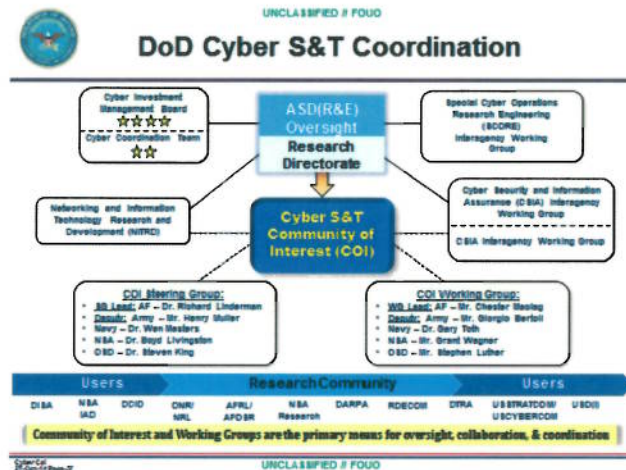 UNCLASSIFIED // FOUO
DoD Cyber S&T Coordination
Cyber Investment
Management Board
Cyber Coordination Team
ASD(R&E)
Oversight
Research
Directorate
Special Cyber Operations
Research Engineering
(SCORE)
Interagency Working
Group
Networking and Information
Technology Research and
Development (NITRD)
Cyber S&T
Community of
Interest (COI)
Cyber Security and Information
Assurance (CSIA) Interagency
Working Group
CSIA Interagency Working Group
COI Steering Group:
• SG Lead: AF – Dr. Richard Linderman
• Deputy: Army – Mr. Henry Muller
• Navy – Dr. Wen Masters
• NSA – Dr. Boyd Livingston
• OSD – Dr. Steven King
COI Working Group:
• WG Lead: AF – Mr. Chester
• Deputy: Army – Mr. Giorgio Bertoli
• Navy – Dr. Gary Toth
• NSA – Mr. Grant Wagner
• OSD – Mr. Stephen Luther
Users
Research Community
Users
DISA
NSA
IAD
ONR/
NRL
AFRL/
AFOSR
NSA
Research
DARPA
RDECOM
DTRA
USSTRATCOM/
USCYBERCOM
USD(I)
Community of Interest and Working Groups are the primary means for oversight, collaboration, & coordination
UNCLASSIFIED // FOUO